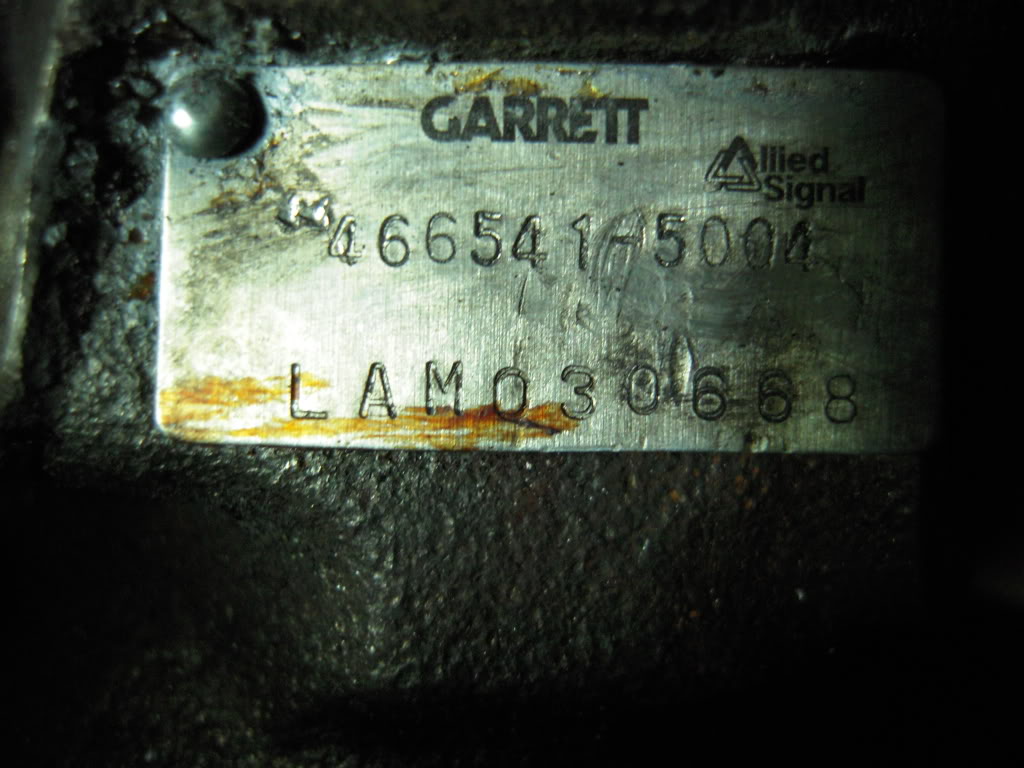 GARRETT
Allied
Signal
466541-5004
LAM030668